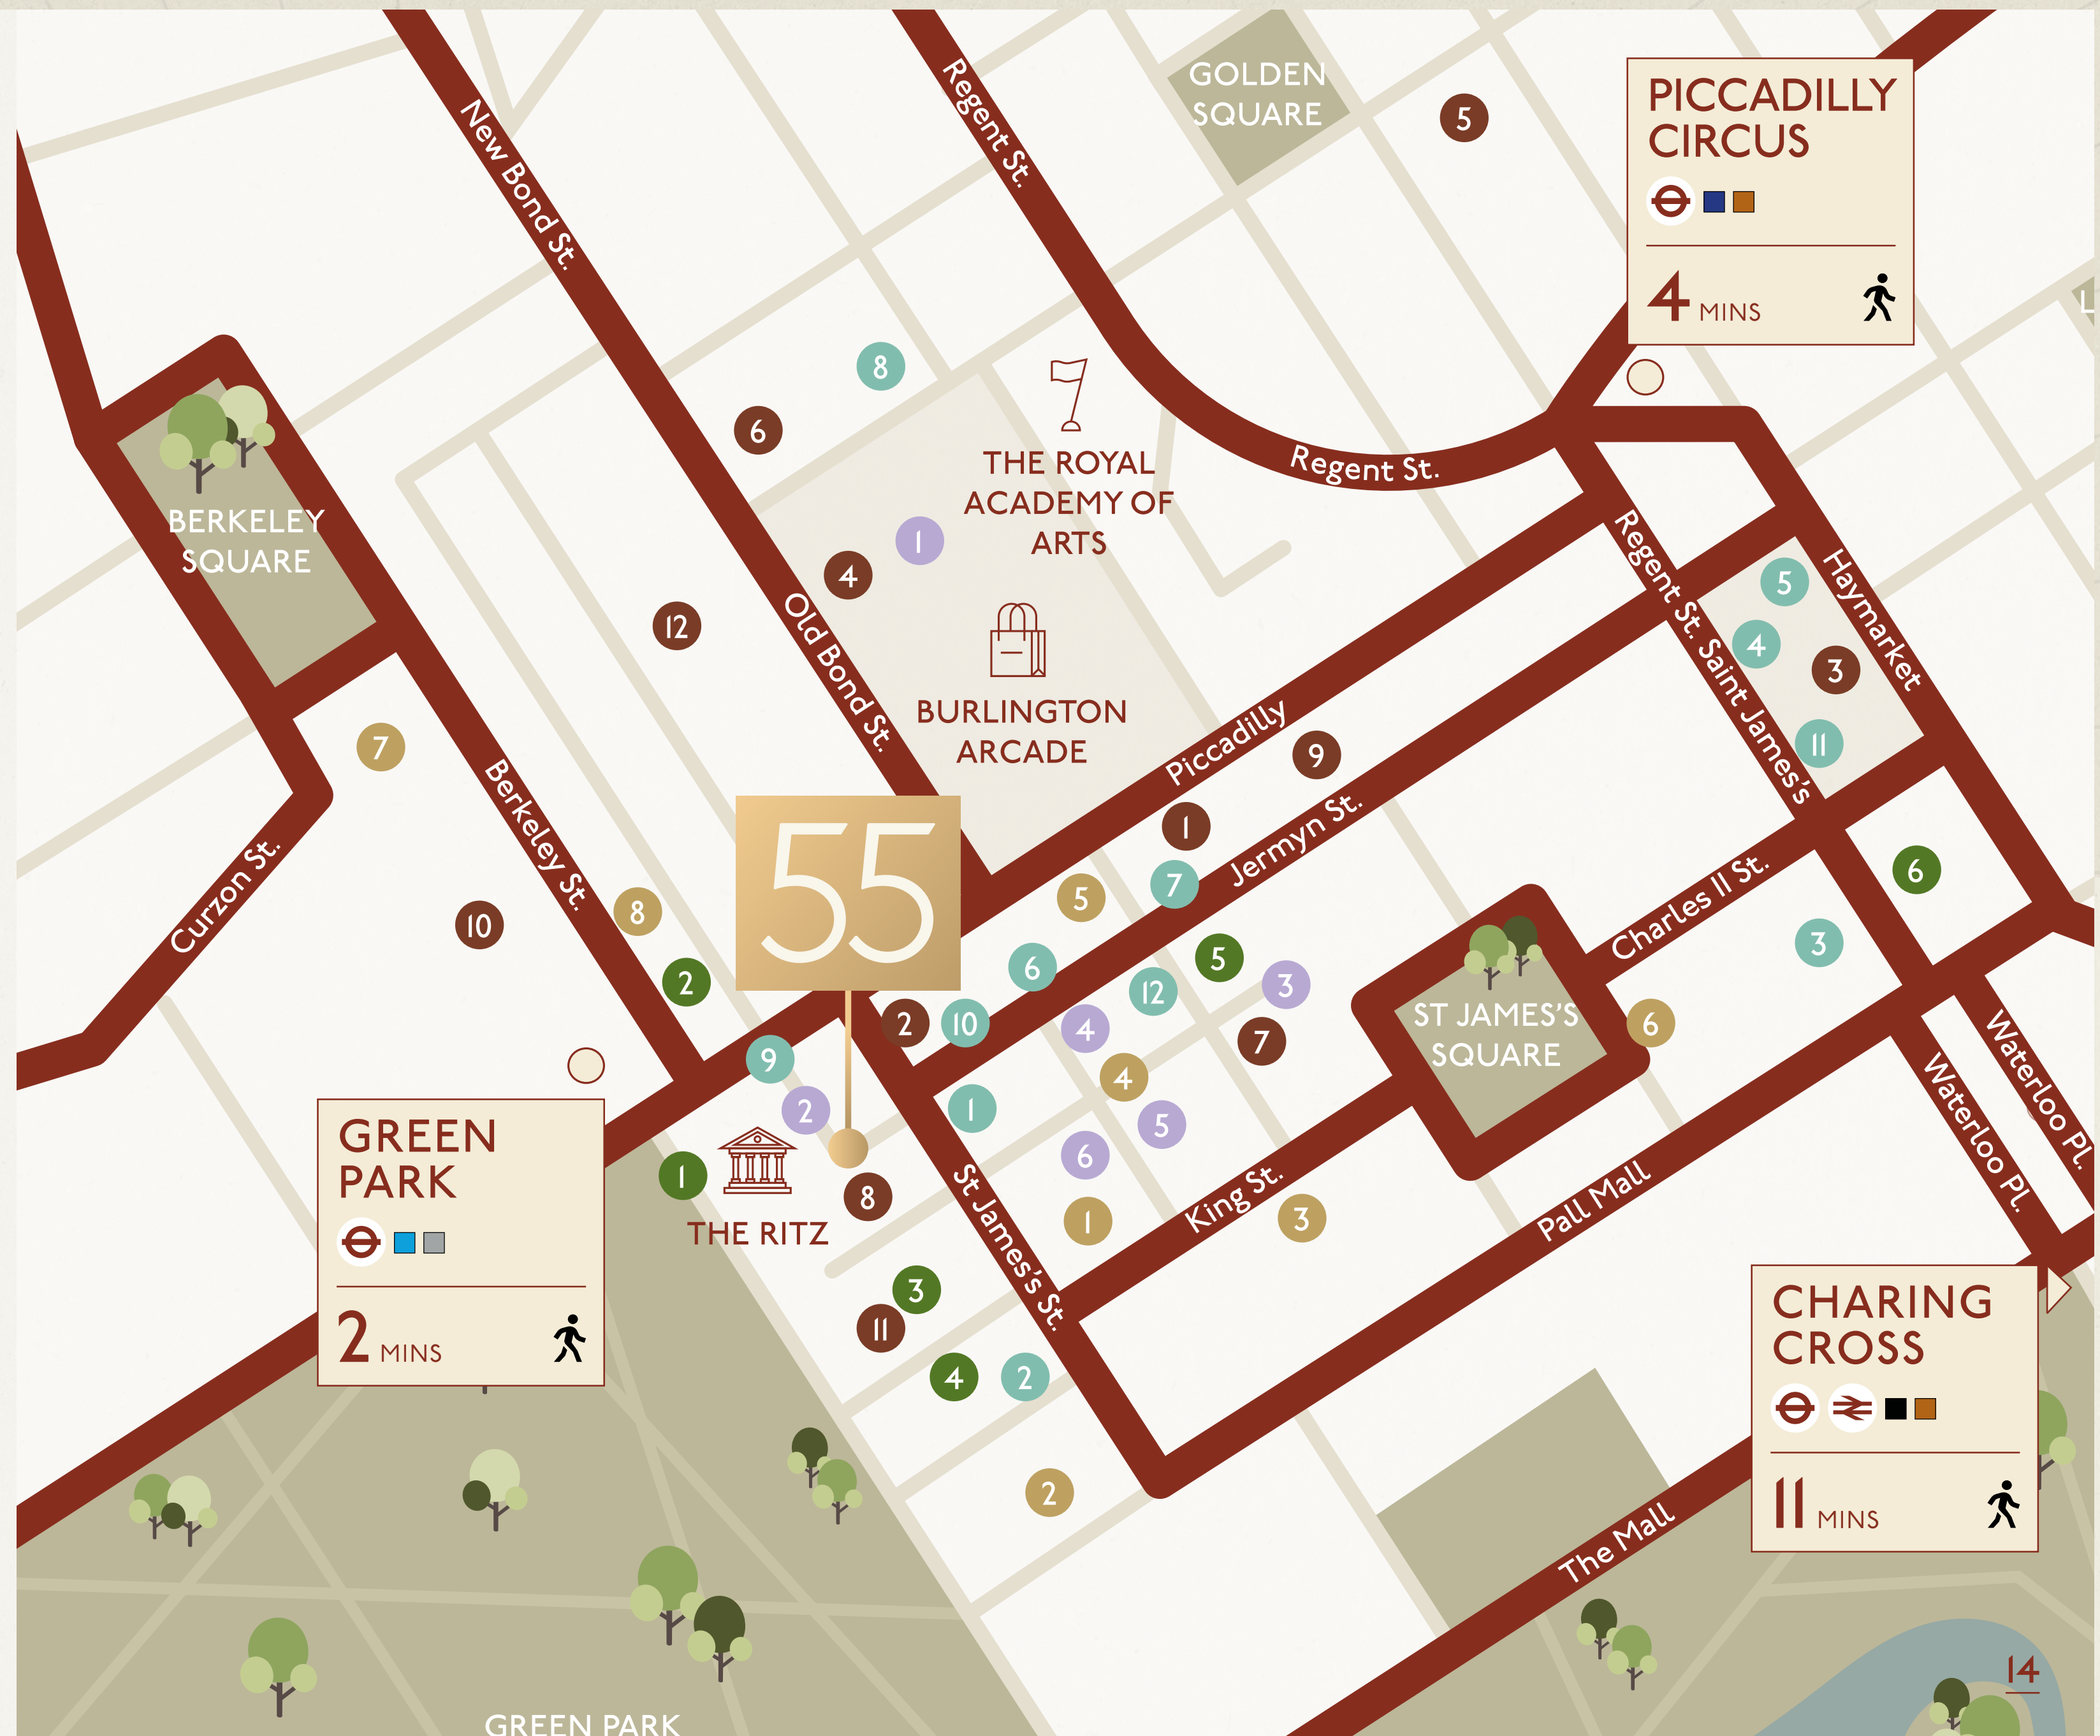 GOLDEN
SQUARE
5
PICCADILLY
CIRCUS
4 MINS
New Bond St.
Regent St.
L
8
6
THE ROYAL
ACADEMY OF
ARTS
Regent St.
BERKELEY
SQUARE
1
4
12
Old Bond St.
BURLINGTON
ARCADE
Regent St. Saint James's
Haymarket
5
4
3
11
7
Piccadilly
9
Berkeley St.
Curzon St.
1
Jermyn St.
55
8
10
5
7
6
Charles II St.
2
6
5
3
12
3
2
10
4
7
ST JAMES'S
SQUARE
6
9
4
2
1
5
Waterloo Pl.
Waterloo Pl.
GREEN
PARK
2 MINS
1
THE RITZ
8
6
St James's St.
1
King St.
3
Pall Mall
3
11
4
2
CHARING
CROSS
11 MINS
2
The Mall
14
GREEN PARK